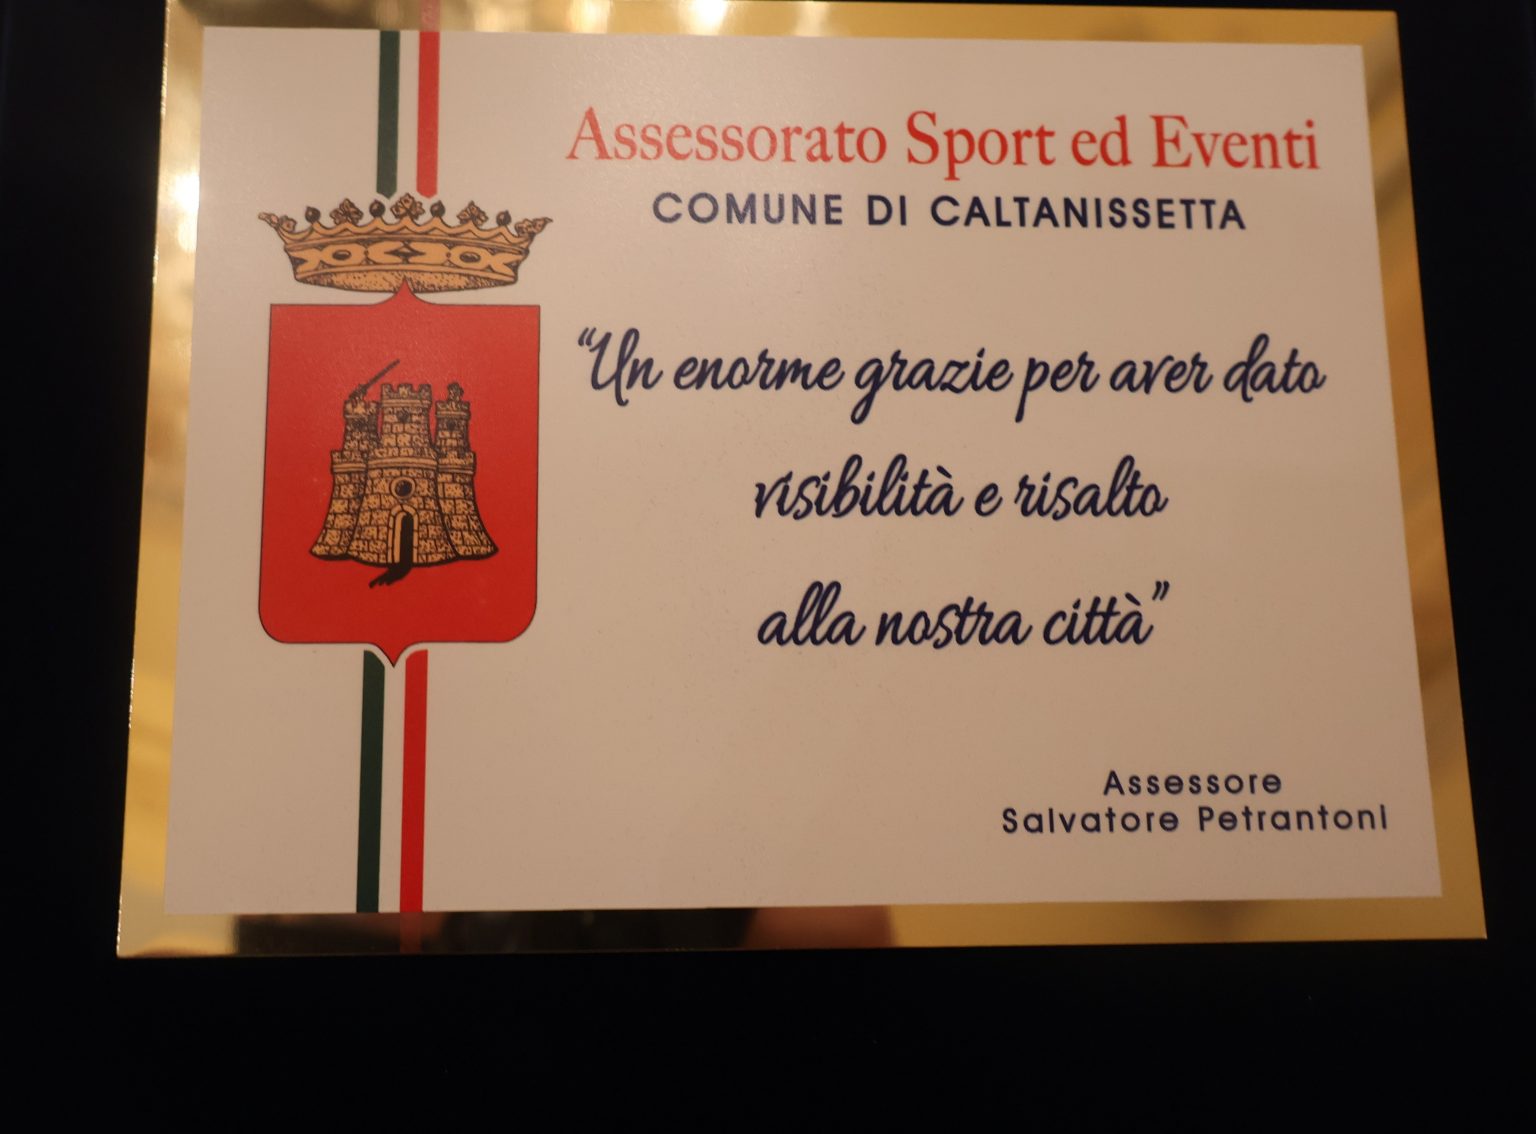 Assessorato Sport ed Eventi
COMUNE DI CALTANISSETTA
“Un enorme grazie per aver dato
visibilità e risalto
alla nostra città”
Assessore
Salvatore Petrantoni